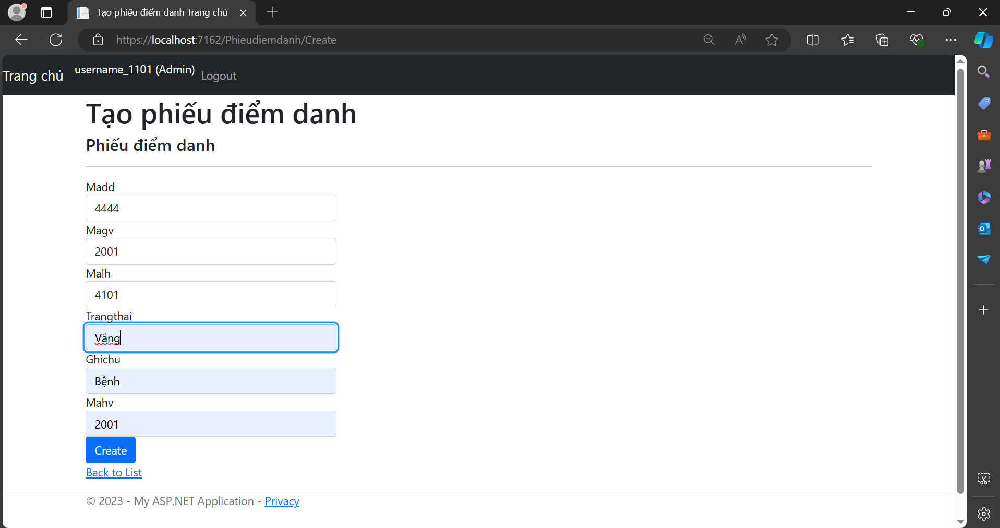 Tạo phiếu điểm danh Trang chủ
https://localhost:7162/Phieudiemdanh/Create
Trang chủ username_1101 (Admin) Logout
Tạo phiếu điểm danh
Phiếu điểm danh
Madd
4444
Magv
2001
Malh
4101
Trangthai
Vắng
Ghichu
Bệnh
Mahv
2001
Create
Back to List
© 2023 - My ASP.NET Application - Privacy